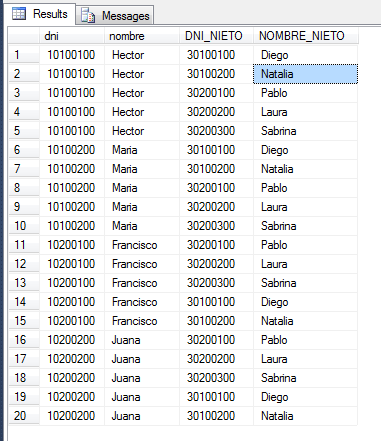 Results Messages
dni nombre DNI_NIETO NOMBRE_NIETO
1 10100100 Hector 30100100 Diego
2 10100100 Hector 30100200 Natalia
3 10100100 Hector 30200100 Pablo
4 10100100 Hector 30200200 Laura
5 10100100 Hector 30200300 Sabrina
6 10100200 Maria 30100100 Diego
7 10100200 Maria 30100200 Natalia
8 10100200 Maria 30200100 Pablo
9 10100200 Maria 30200200 Laura
10 10100200 Maria 30200300 Sabrina
11 10200100 Francisco 30200100 Pablo
12 10200100 Francisco 30200200 Laura
13 10200100 Francisco 30200300 Sabrina
14 10200100 Francisco 30100100 Diego
15 10200100 Francisco 30100200 Natalia
16 10200200 Juana 30200100 Pablo
17 10200200 Juana 30200200 Laura
18 10200200 Juana 30200300 Sabrina
19 10200200 Juana 30100100 Diego
20 10200200 Juana 30100200 Natalia